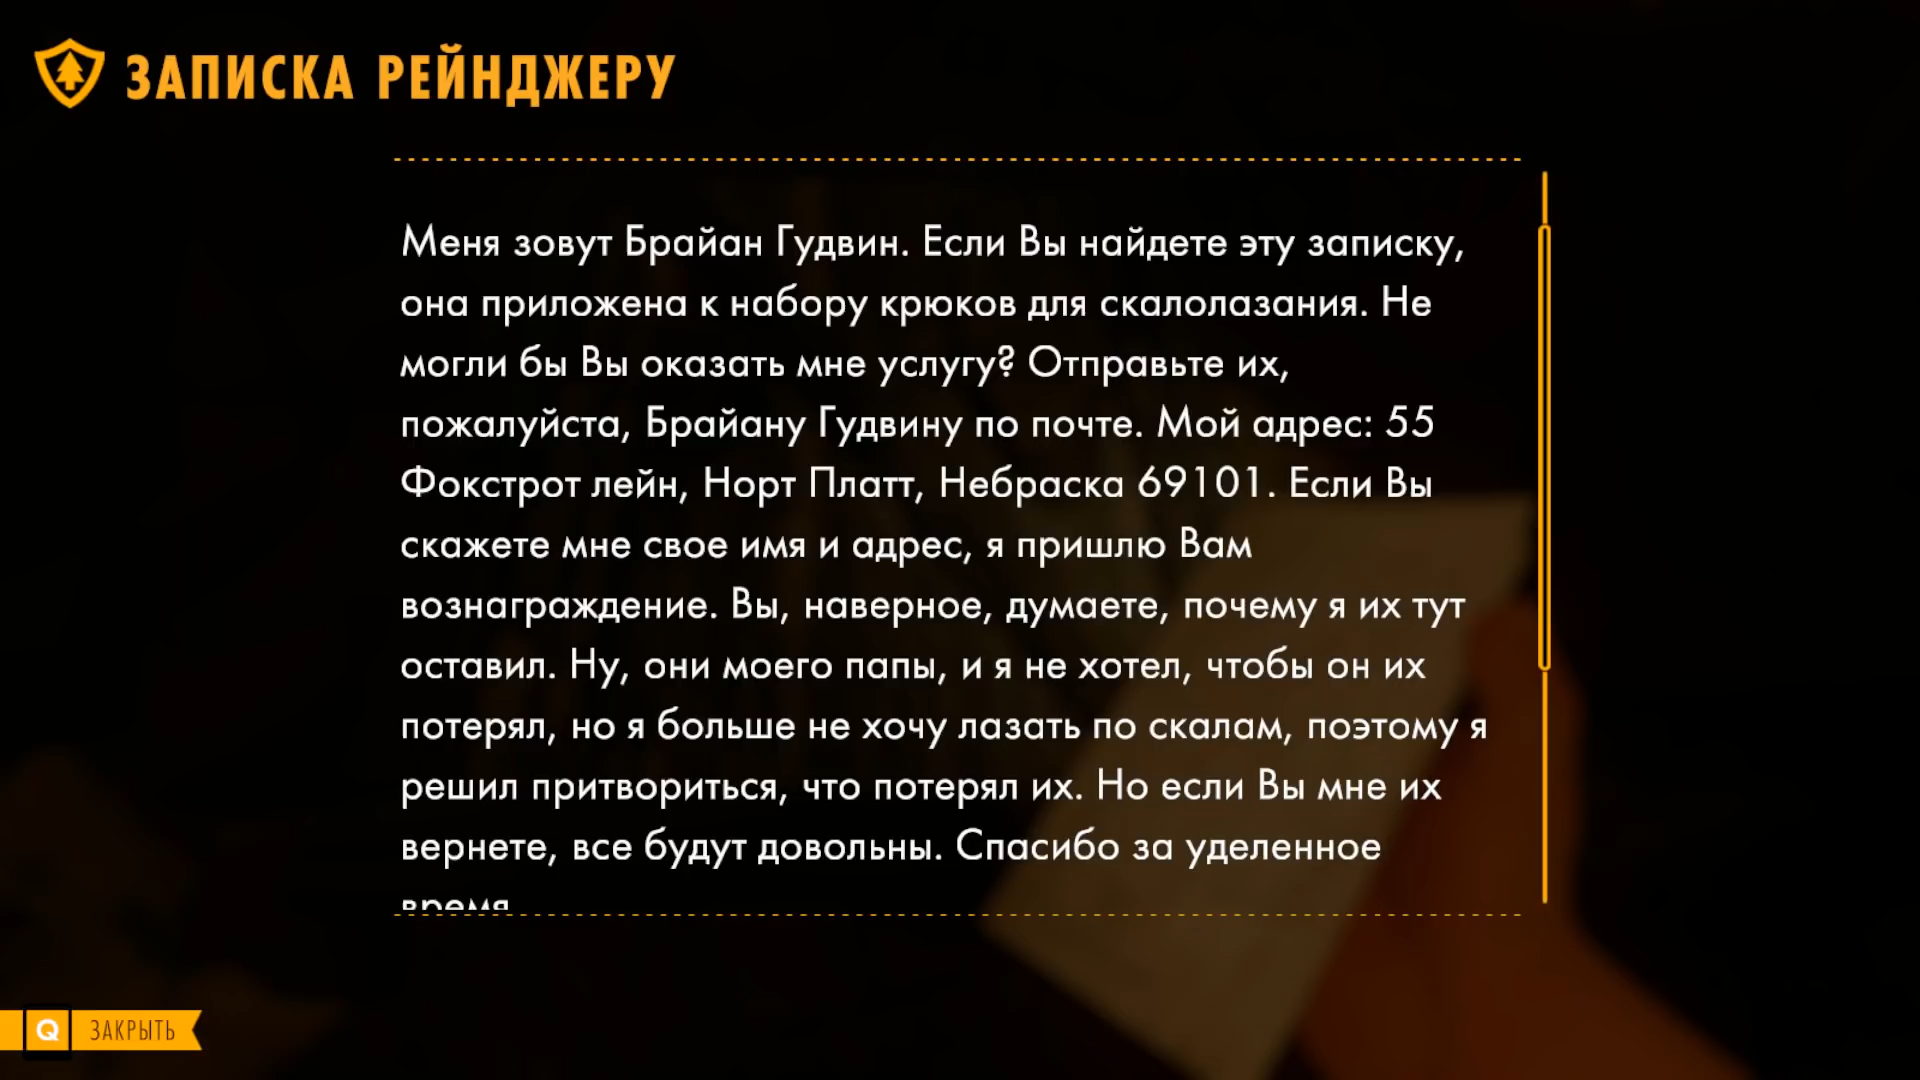 ЗАПИСКА РЕЙНДЖЕРУ
Меня зовут Брайан Гудвин. Если Вы найдете эту записку,
она приложена к набору крюков для скалолазания. Не
могли бы Вы оказать мне услугу? Отправьте их,
пожалуйста, Брайану Гудвину по почте. Мой адрес: 55
Фокстрот лейн, Норт Платт, Небраска 69101. Если Вы
скажете мне свое имя и адрес, я пришлю Вам
вознаграждение. Вы, наверное, думаете, почему я их тут
оставил. Ну, они моего папы, и я не хотел, чтобы он их
потерял, но я больше не хочу лазать по скалам, поэтому я
решил притвориться, что потерял их. Но если Вы мне их
вернете, все будут довольны. Спасибо за уделенное
время
Q ЗАКРЫТЬ